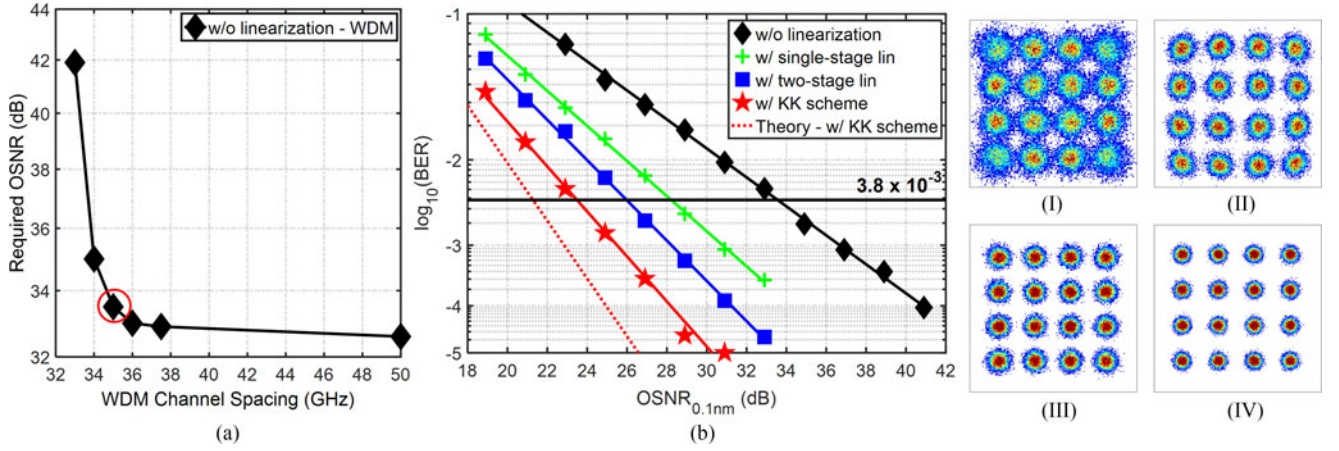 44
42
40
38
36
34
32
32 34 36 38 40 42 44 46 48 50
Required OSNR (dB)
WDM Channel Spacing (GHz)
w/o linearization - WDM
(a)
-1
-2
-3
-4
-5
18 20 22 24 26 28 30 32 34 36 38 40 42
log10(BER)
OSNR0.1nm (dB)
w/o linearization
w/ single-stage lin
w/ two-stage lin
w/ KK scheme
Theory - w/ KK scheme
3.8 x 10-3
(b)
(I)
(II)
(III)
(IV)